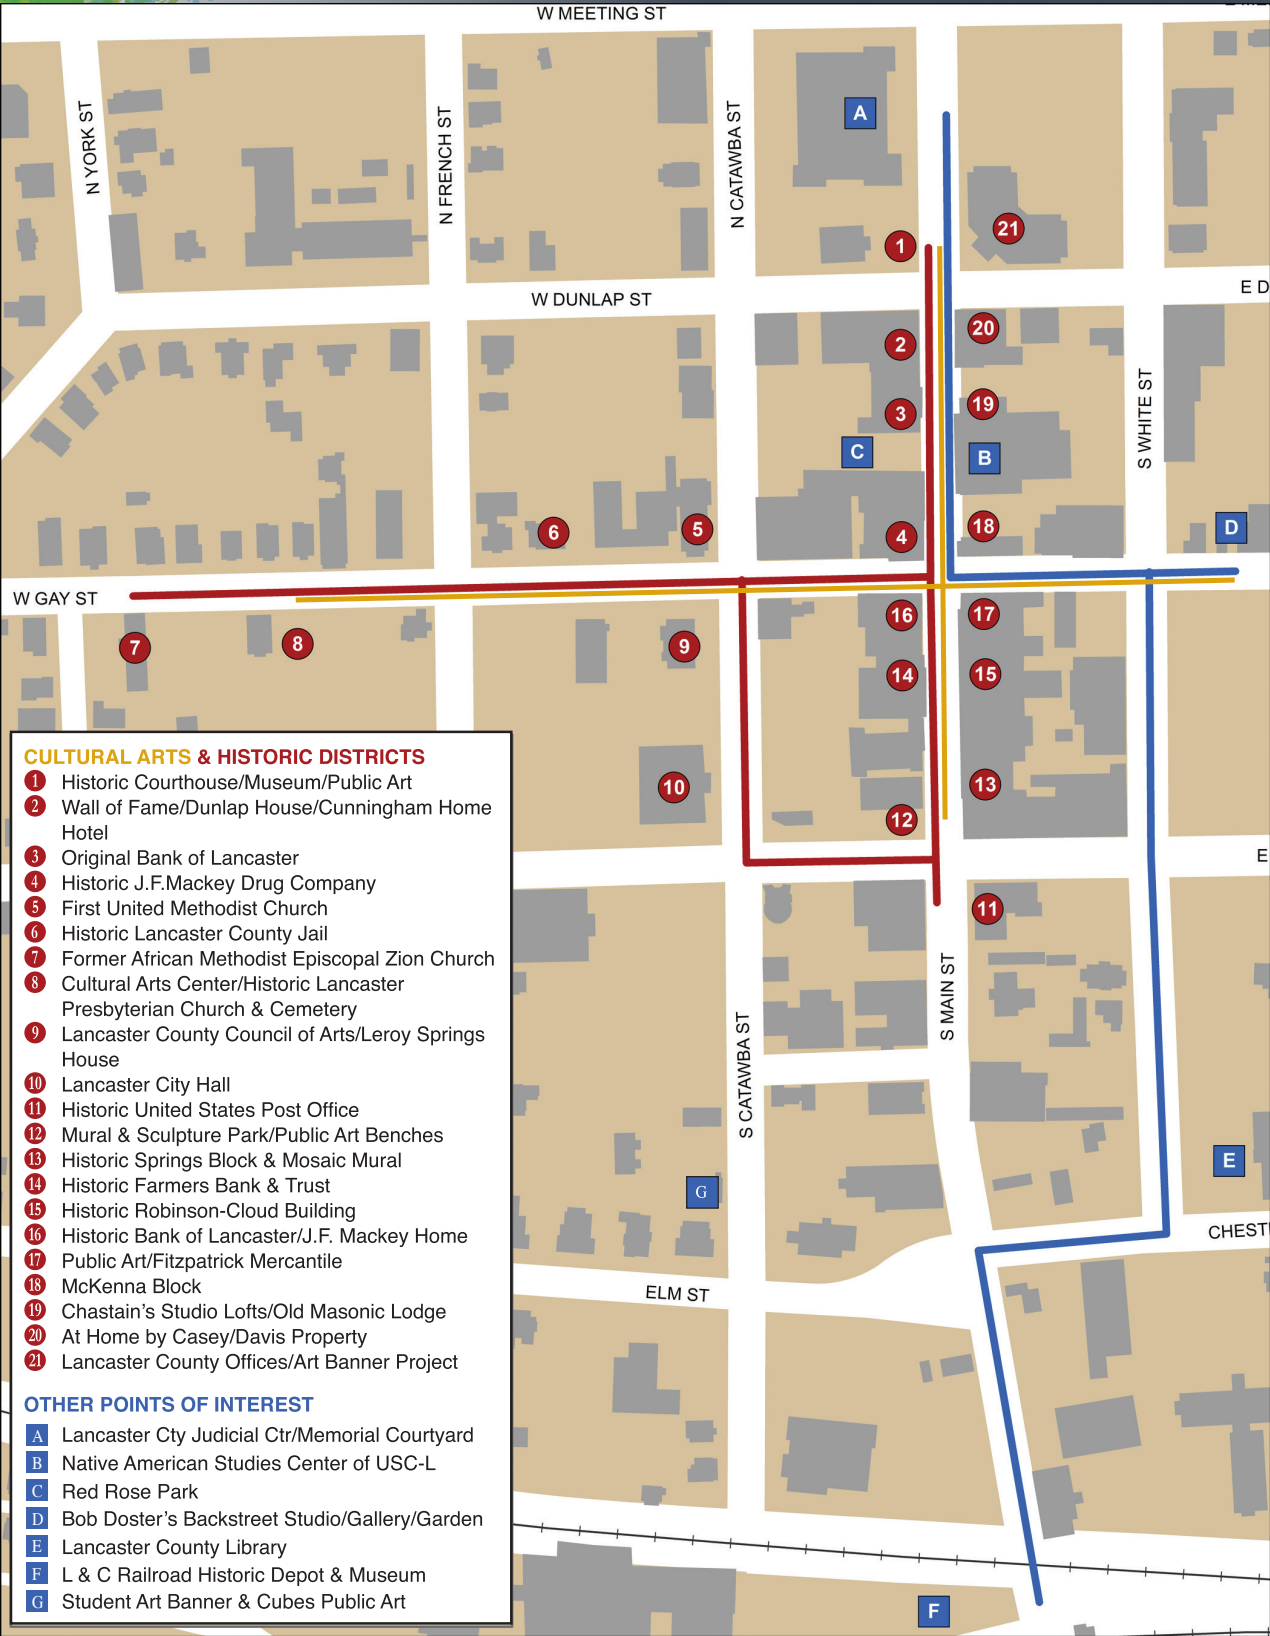 W MEETING ST
N YORK ST
N FRENCH ST
N CATAWBA ST
A
1
21
W DUNLAP ST
E D
2
20
3
19
S WHITE ST
C
B
6
5
4
18
D
W GAY ST
7
8
9
16
17
14
15
10
13
12
E
11
S MAIN ST
S CATAWBA ST
G
E
CHEST
ELM ST
F
CULTURAL ARTS & HISTORIC DISTRICTS
1 Historic Courthouse/Museum/Public Art
2 Wall of Fame/Dunlap House/Cunningham Home
Hotel
3 Original Bank of Lancaster
4 Historic J.F.Mackey Drug Company
5 First United Methodist Church
6 Historic Lancaster County Jail
7 Former African Methodist Episcopal Zion Church
8 Cultural Arts Center/Historic Lancaster
Presbyterian Church & Cemetery
9 Lancaster County Council of Arts/Leroy Springs
House
10 Lancaster City Hall
11 Historic United States Post Office
12 Mural & Sculpture Park/Public Art Benches
13 Historic Springs Block & Mosaic Mural
14 Historic Farmers Bank & Trust
15 Historic Robinson-Cloud Building
16 Historic Bank of Lancaster/J.F. Mackey Home
17 Public Art/Fitzpatrick Mercantile
18 McKenna Block
19 Chastain's Studio Lofts/Old Masonic Lodge
20 At Home by Casey/Davis Property
21 Lancaster County Offices/Art Banner Project
OTHER POINTS OF INTEREST
A Lancaster Cty Judicial Ctr/Memorial Courtyard
B Native American Studies Center of USC-L
C Red Rose Park
D Bob Doster's Backstreet Studio/Gallery/Garden
E Lancaster County Library
F L & C Railroad Historic Depot & Museum
G Student Art Banner & Cubes Public Art